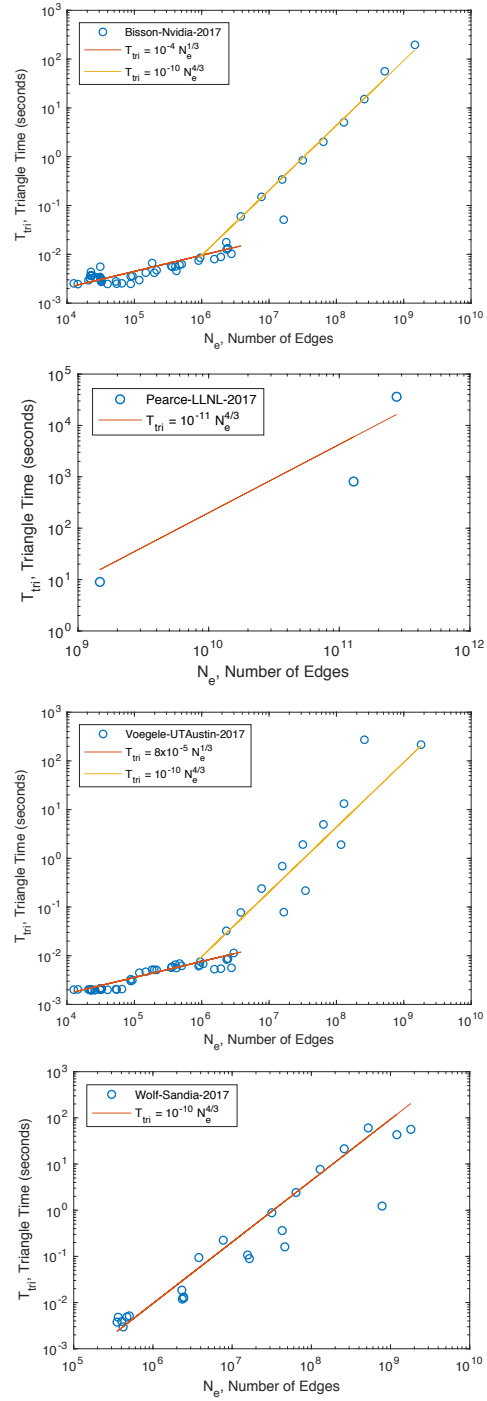 Bisson-Nvidia-2017
T_tri = 10^-4 N_e^1/3
T_tri = 10^-10 N_e^4/3
10^3
10^2
10^1
10^0
10^-1
10^-2
10^-3
T_tri, Triangle Time (seconds)
10^4 10^5 10^6 10^7 10^8 10^9 10^10
N_e, Number of Edges
Pearce-LLNL-2017
T_tri = 10^-11 N_e^4/3
10^5
10^4
10^3
10^2
10^1
10^0
T_tri, Triangle Time (seconds)
10^9 10^10 10^11 10^12
N_e, Number of Edges
Voegele-UTAustin-2017
T_tri = 8x10^-5 N_e^1/3
T_tri = 10^-10 N_e^4/3
10^3
10^2
10^1
10^0
10^-1
10^-2
10^-3
T_tri, Triangle Time (seconds)
10^4 10^5 10^6 10^7 10^8 10^9 10^10
N_e, Number of Edges
Wolf-Sandia-2017
T_tri = 10^-10 N_e^4/3
10^3
10^2
10^1
10^0
10^-1
10^-2
10^-3
T_tri, Triangle Time (seconds)
10^5 10^6 10^7 10^8 10^9 10^10
N_e, Number of Edges